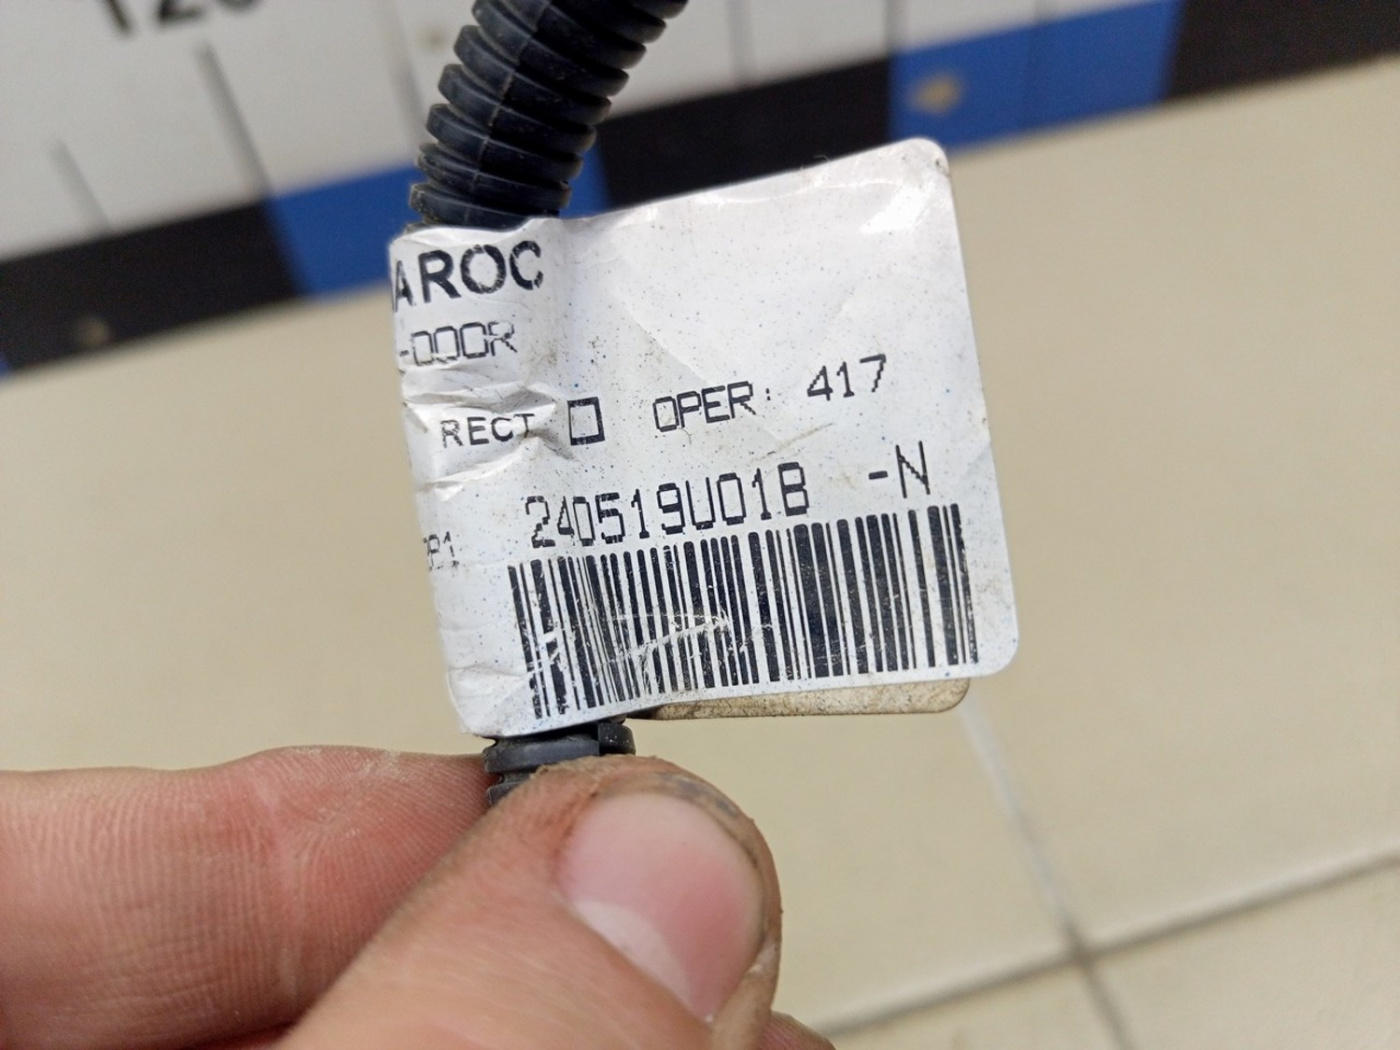 AROC
-DOOR
RECT OPER: 417
240519U01B -N